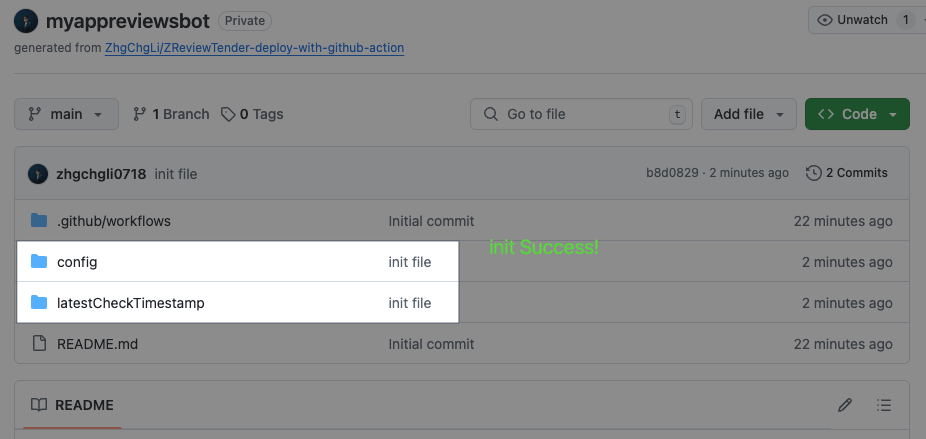 myappreviewsbot Private Unwatch 1
generated from ZhgChgLi/ZReviewTender-deploy-with-github-action
main 1 Branch 0 Tags Go to file t Add file Code
zhgchgli0718 init file b8d0829 · 2 minutes ago 2 Commits
.github/workflows Initial commit 22 minutes ago
init Success!
config init file 2 minutes ago
latestCheckTimestamp init file 2 minutes ago
README.md Initial commit 22 minutes ago
README